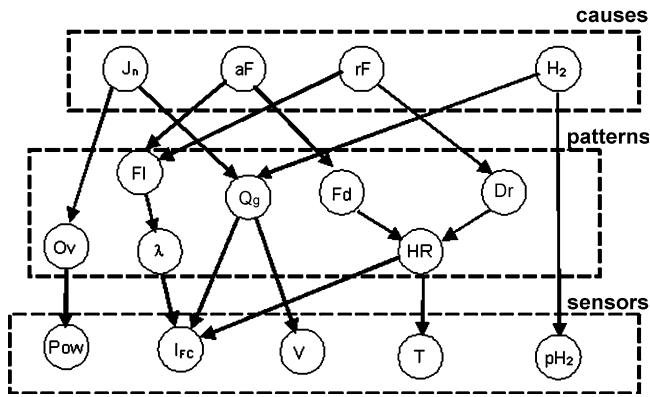 causes
Jn aF rF H2
patterns
Fl Qg Fd Dr
Ov λ HR
sensors
Pow IFC V T pH2